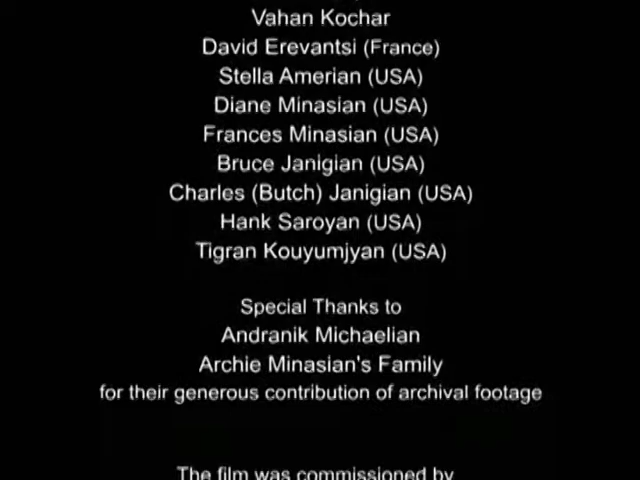 Vahan Kochar
David Erevantsi (France)
Stella Amerian (USA)
Diane Minasian (USA)
Frances Minasian (USA)
Bruce Janigian (USA)
Charles (Butch) Janigian (USA)
Hank Saroyan (USA)
Tigran Kouyumjyan (USA)
Special Thanks to
Andranik Michaelian
Archie Minasian's Family
for their generous contribution of archival footage
The film was commissioned by